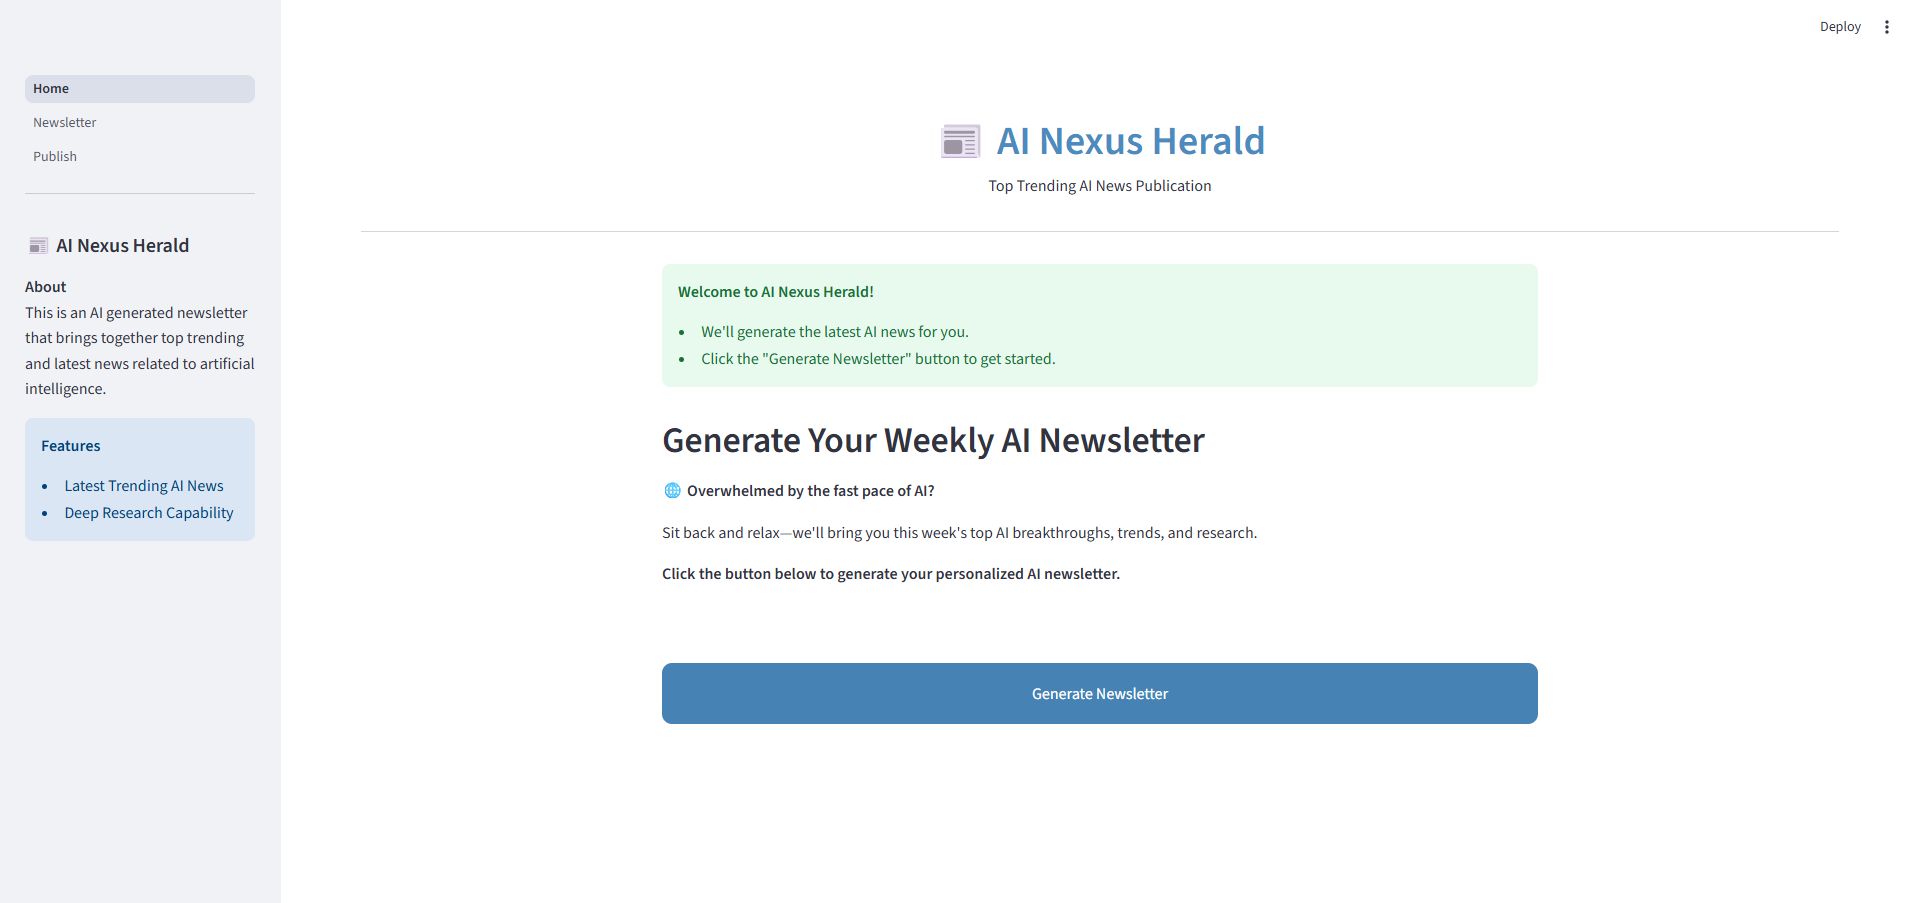 Deploy
Home
Newsletter
Publish
AI Nexus Herald
About
This is an AI generated newsletter
that brings together top trending
and latest news related to artificial
intelligence.
Features
Latest Trending AI News
Deep Research Capability
AI Nexus Herald
Top Trending AI News Publication
Welcome to AI Nexus Herald!
We'll generate the latest AI news for you.
Click the "Generate Newsletter" button to get started.
Generate Your Weekly AI Newsletter
Overwhelmed by the fast pace of AI?
Sit back and relax—we'll bring you this week's top AI breakthroughs, trends, and research.
Click the button below to generate your personalized AI newsletter.
Generate Newsletter